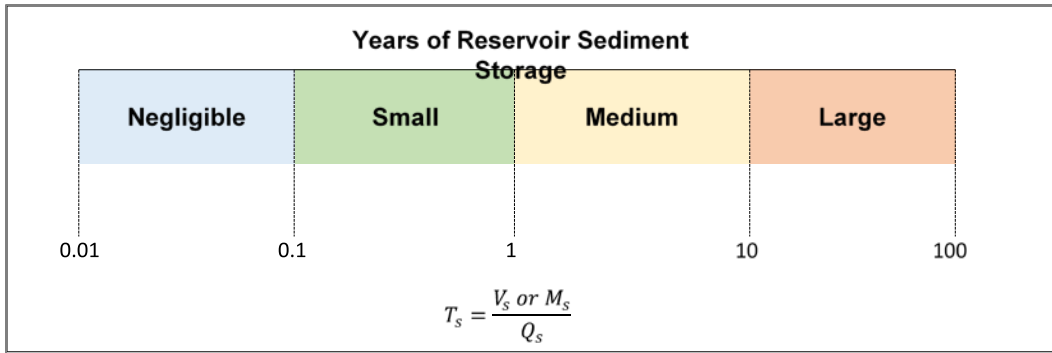 Years of Reservoir Sediment
Storage
Negligible Small Medium Large
0.01 0.1 1 10 100
T_s = V_s or M_s / Q_s